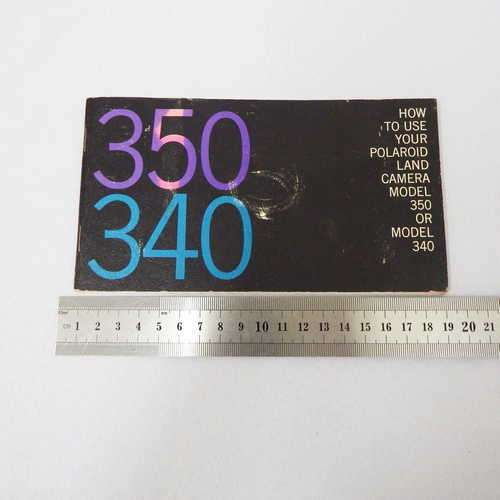 350
340
HOW
TO USE
YOUR
POLAROID
LAND
CAMERA
MODEL
350
OR
MODEL
340
CM 1 2 3 4 5 6 7 8 9 10 11 12 13 14 15 16 17 18 19 20 21